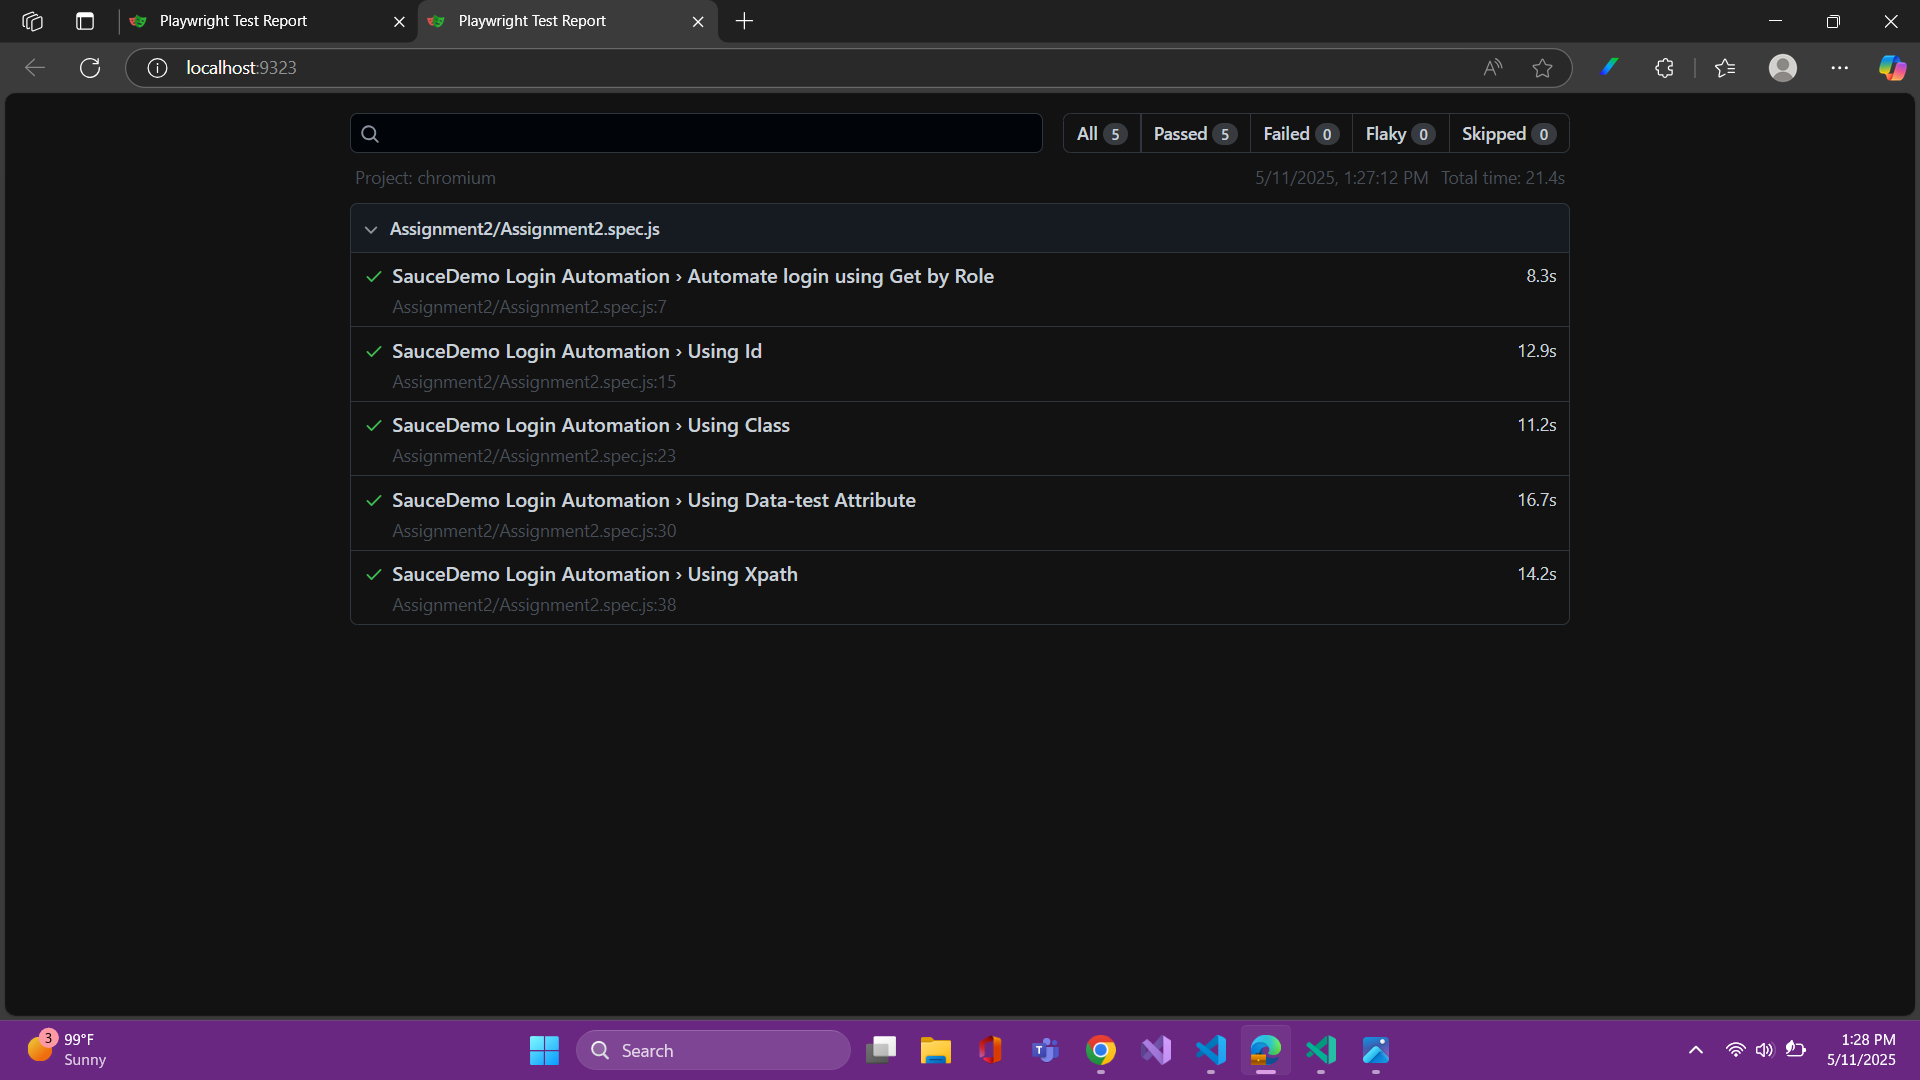 Playwright Test Report
Playwright Test Report
localhost:9323
All 5
Passed 5
Failed 0
Flaky 0
Skipped 0
Project: chromium
5/11/2025, 1:27:12 PM Total time: 21.4s
Assignment2/Assignment2.spec.js
SauceDemo Login Automation › Automate login using Get by Role
8.3s
Assignment2/Assignment2.spec.js:7
SauceDemo Login Automation › Using Id
12.9s
Assignment2/Assignment2.spec.js:15
SauceDemo Login Automation › Using Class
11.2s
Assignment2/Assignment2.spec.js:23
SauceDemo Login Automation › Using Data-test Attribute
16.7s
Assignment2/Assignment2.spec.js:30
SauceDemo Login Automation › Using Xpath
14.2s
Assignment2/Assignment2.spec.js:38
3
99°F
Sunny
Search
1:28 PM
5/11/2025